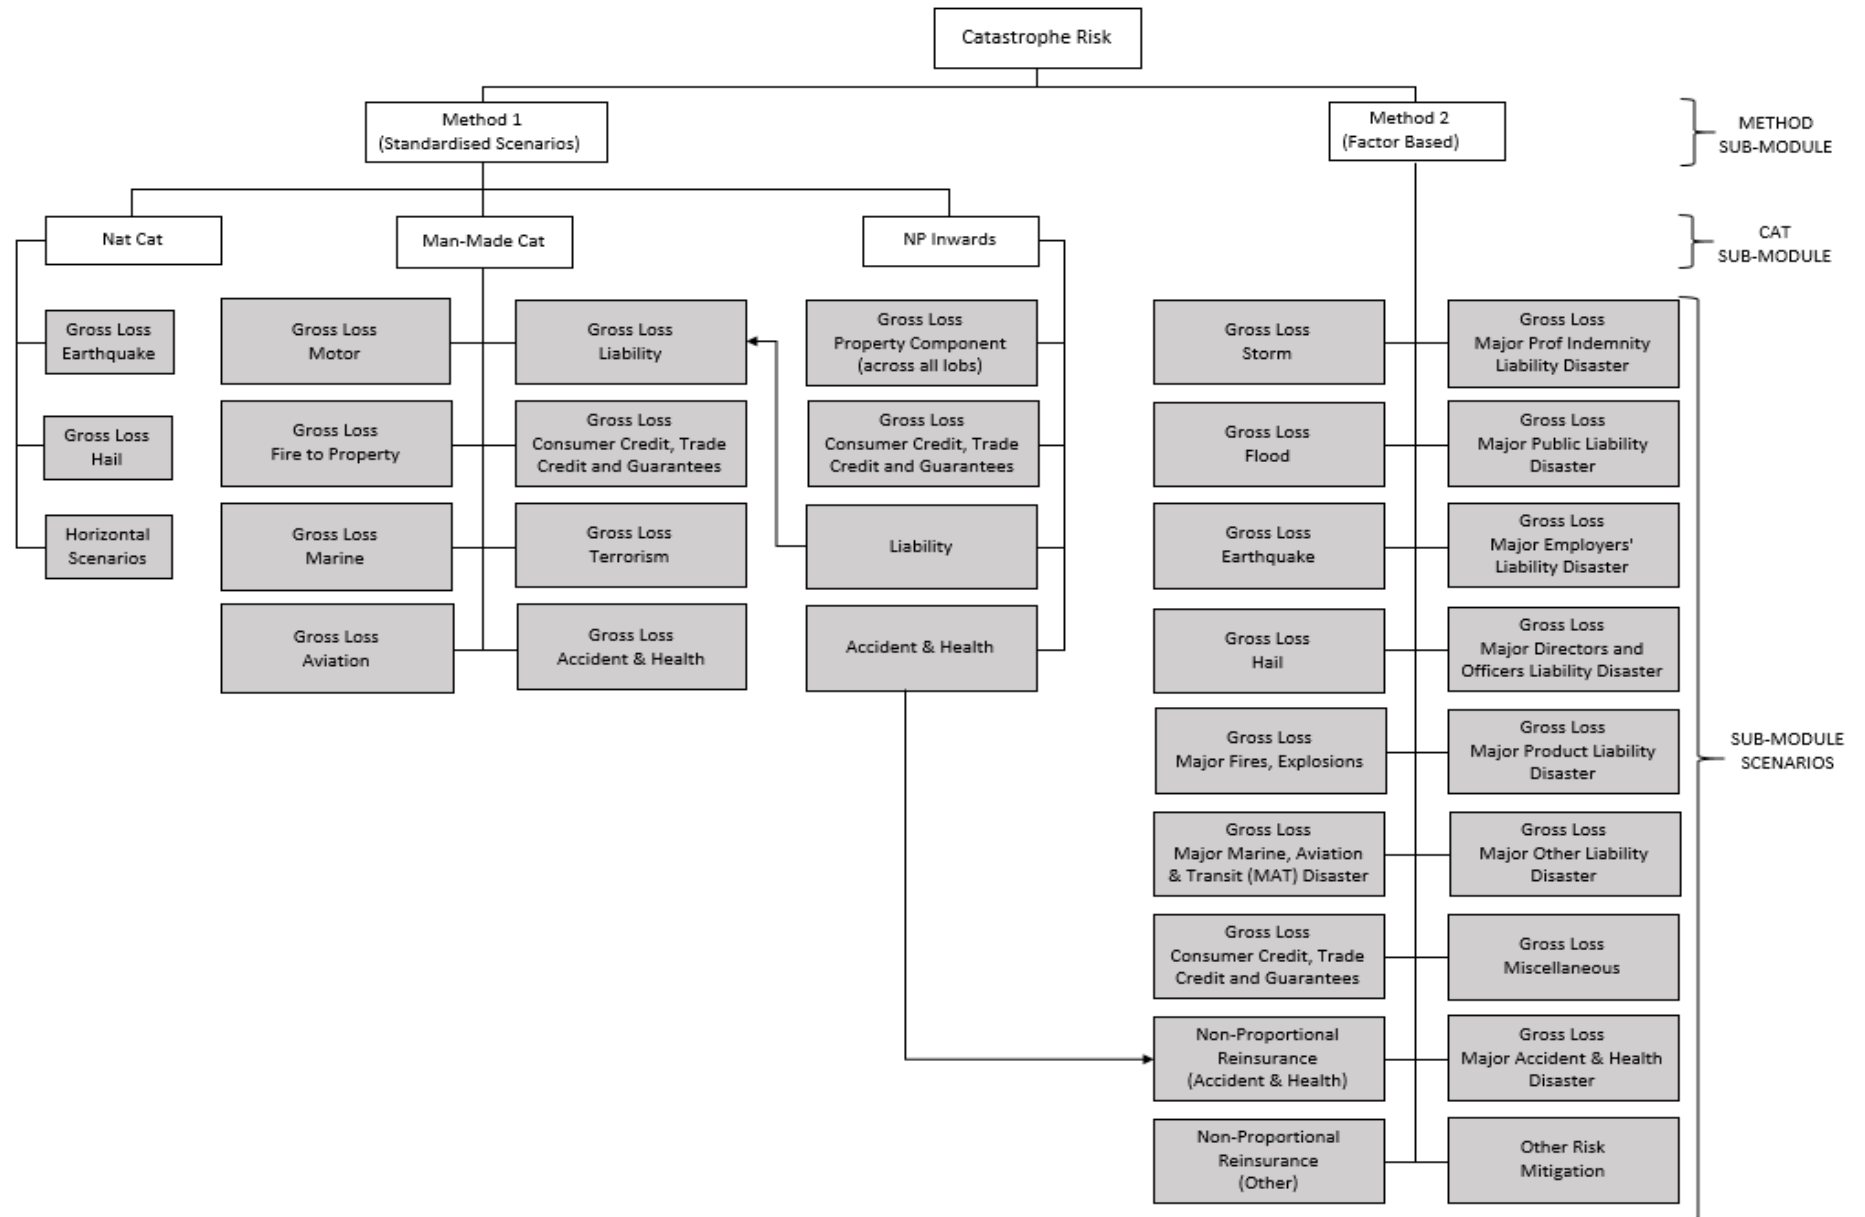 Catastrophe Risk
Method 1
(Standardised Scenarios)
Method 2
(Factor Based)
METHOD
SUB-MODULE
Nat Cat
Man-Made Cat
NP Inwards
CAT
SUB-MODULE
Gross Loss
Earthquake
Gross Loss
Hail
Horizontal
Scenarios
Gross Loss
Motor
Gross Loss
Liability
Gross Loss
Fire to Property
Gross Loss
Consumer Credit, Trade
Credit and Guarantees
Gross Loss
Marine
Gross Loss
Terrorism
Gross Loss
Aviation
Gross Loss
Accident & Health
Gross Loss
Property Component
(across all lobs)
Gross Loss
Consumer Credit, Trade
Credit and Guarantees
Liability
Accident & Health
Gross Loss
Storm
Gross Loss
Major Prof Indemnity
Liability Disaster
Gross Loss
Flood
Gross Loss
Major Public Liability
Disaster
Gross Loss
Earthquake
Gross Loss
Major Employers'
Liability Disaster
Gross Loss
Hail
Gross Loss
Major Directors and
Officers Liability Disaster
Gross Loss
Major Fires, Explosions
Gross Loss
Major Product Liability
Disaster
Gross Loss
Major Marine, Aviation
& Transit (MAT) Disaster
Gross Loss
Major Other Liability
Disaster
Gross Loss
Consumer Credit, Trade
Credit and Guarantees
Gross Loss
Miscellaneous
Non-Proportional
Reinsurance
(Accident & Health)
Gross Loss
Major Accident & Health
Disaster
Non-Proportional
Reinsurance
(Other)
Other Risk
Mitigation
SUB-MODULE
SCENARIOS